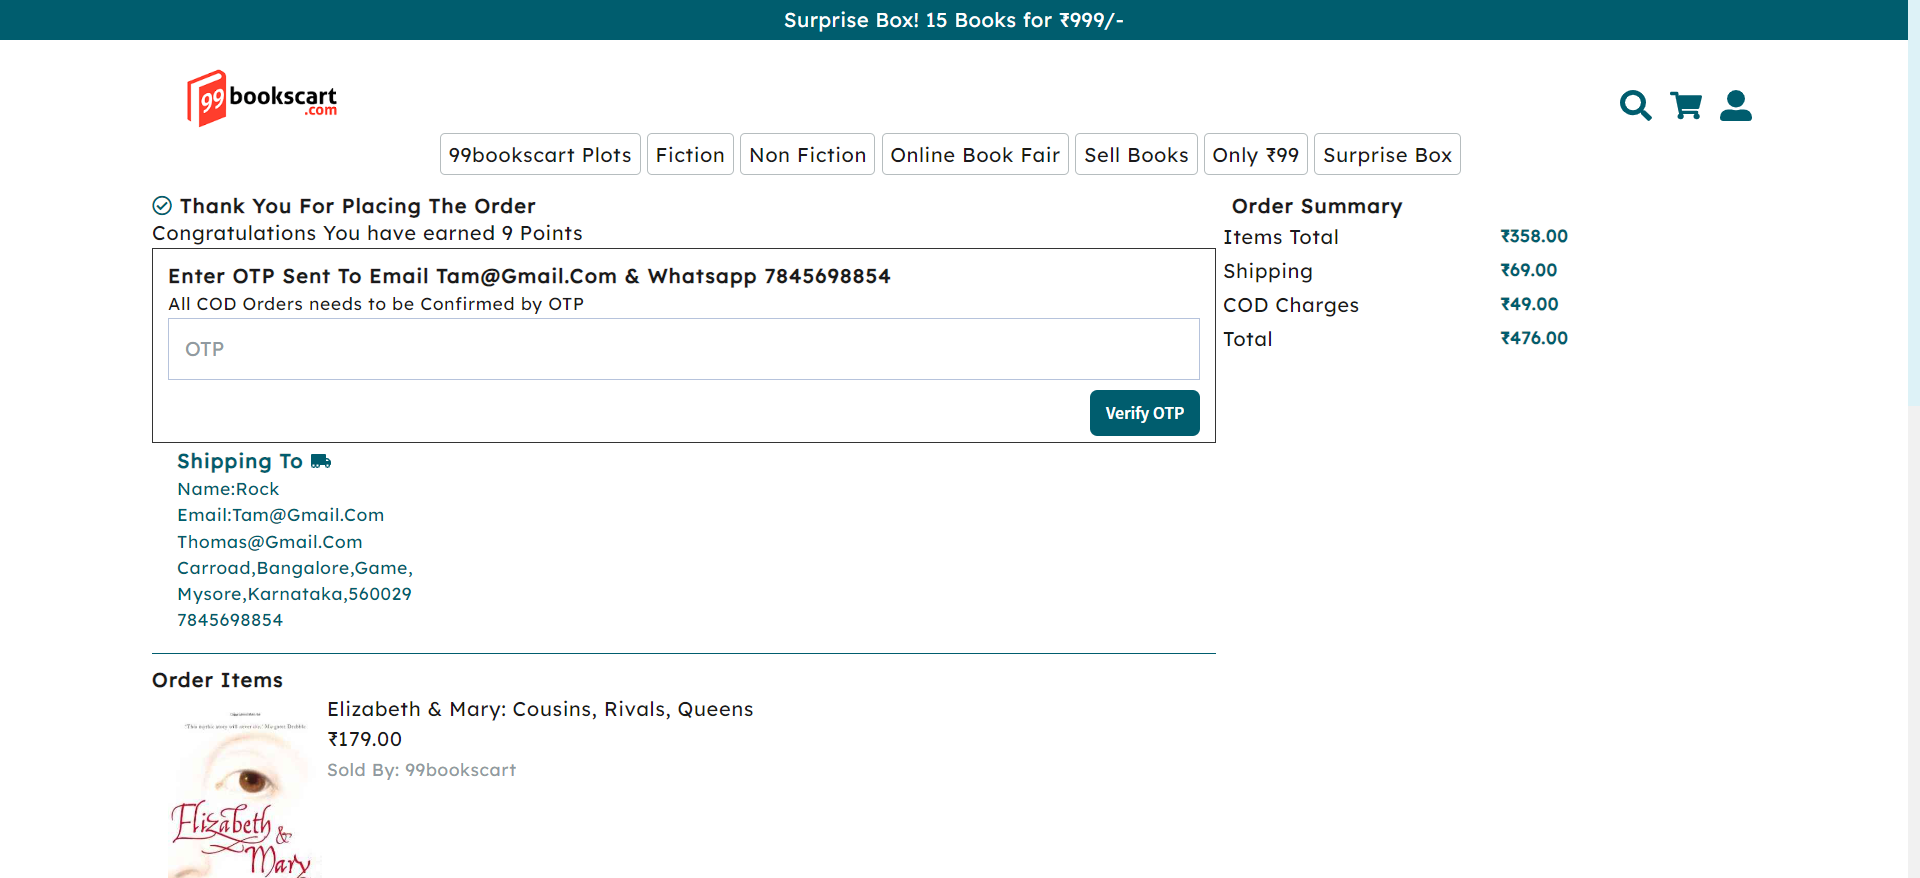 Surprise Box! 15 Books for ₹999/-
99 bookscart
.com
99bookscart Plots
Fiction
Non Fiction
Online Book Fair
Sell Books
Only ₹99
Surprise Box
Thank You For Placing The Order
Congratulations You have earned 9 Points
Enter OTP Sent To Email Tam@Gmail.Com & Whatsapp 7845698854
All COD Orders needs to be Confirmed by OTP
OTP
Verify OTP
Shipping To
Name:Rock
Email:Tam@Gmail.Com
Thomas@Gmail.Com
Carroad,Bangalore,Game,
Mysore,Karnataka,560029
7845698854
Order Summary
Items Total ₹358.00
Shipping ₹69.00
COD Charges ₹49.00
Total ₹476.00
Order Items
Elizabeth & Mary: Cousins, Rivals, Queens
₹179.00
Sold By: 99bookscart
Elizabeth &
Mary